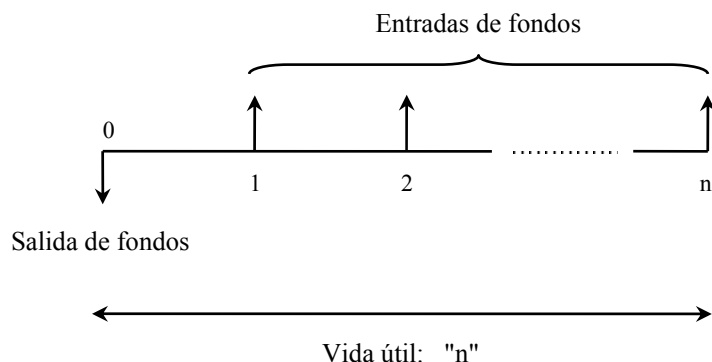 Entradas de fondos
0
1 2 n
Salida de fondos
Vida útil: "n"